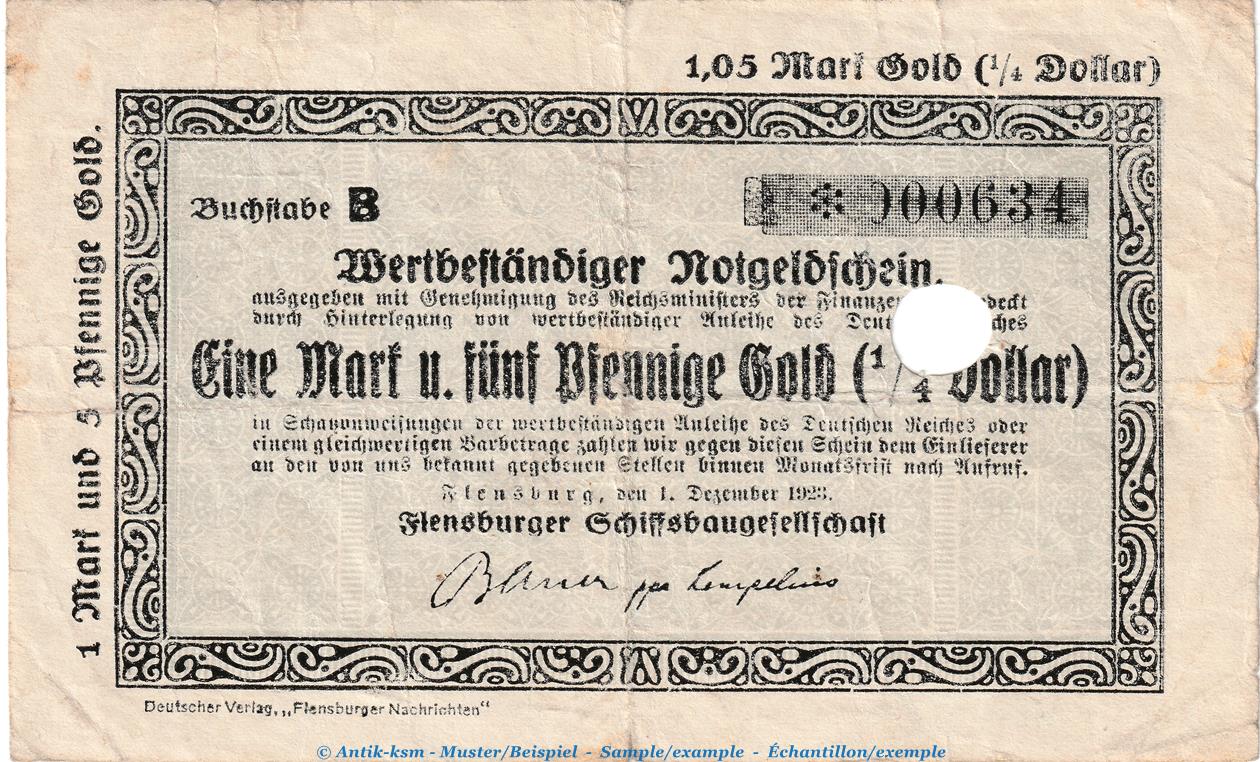 1,05 Mark Gold (1/4 Dollar)
1 Mark und 5 Pfennige Gold.
Buchstabe B
* 000634
Wertbeständiger Notgeldschein.
ausgegeben mit Genehmigung des Reichsministers der Finanzen
durch Hinterlegung von wertbeständiger Anleihe des
Eine Mark u. fünf Pfennige Gold (1/4 Dollar)
in Schatzanweisungen der wertbeständigen Anleihe des Deutschen Reiches oder
einem gleichwertigen Barbetrage zahlen wir gegen diesen Schein dem Einlieferer
an den von uns bekannt gegebenen Stellen binnen Monatsfrist nach Aufruf.
Flensburg, den 1. Dezember 1923.
Flensburger Schiffsbaugesellschaft
ppa
Deutscher Verlag, „Flensburger Nachrichten“
© Antik-ksm - Muster/Beispiel - Sample/example - Échantillon/exemple